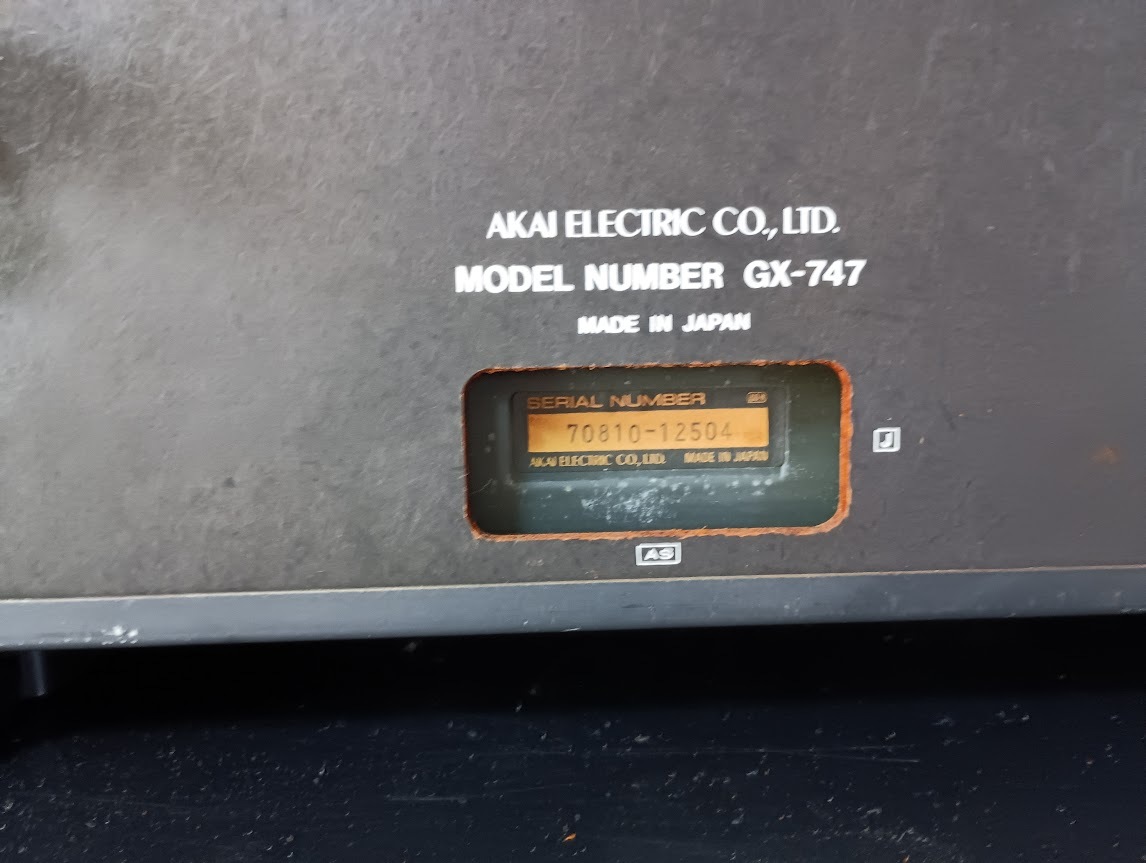 AKAI ELECTRIC CO., LTD.
MODEL NUMBER GX-747
MADE IN JAPAN
SERIAL NUMBER
70810-12504
AKAI ELECTRIC CO., LTD. MADE IN JAPAN
J
AS